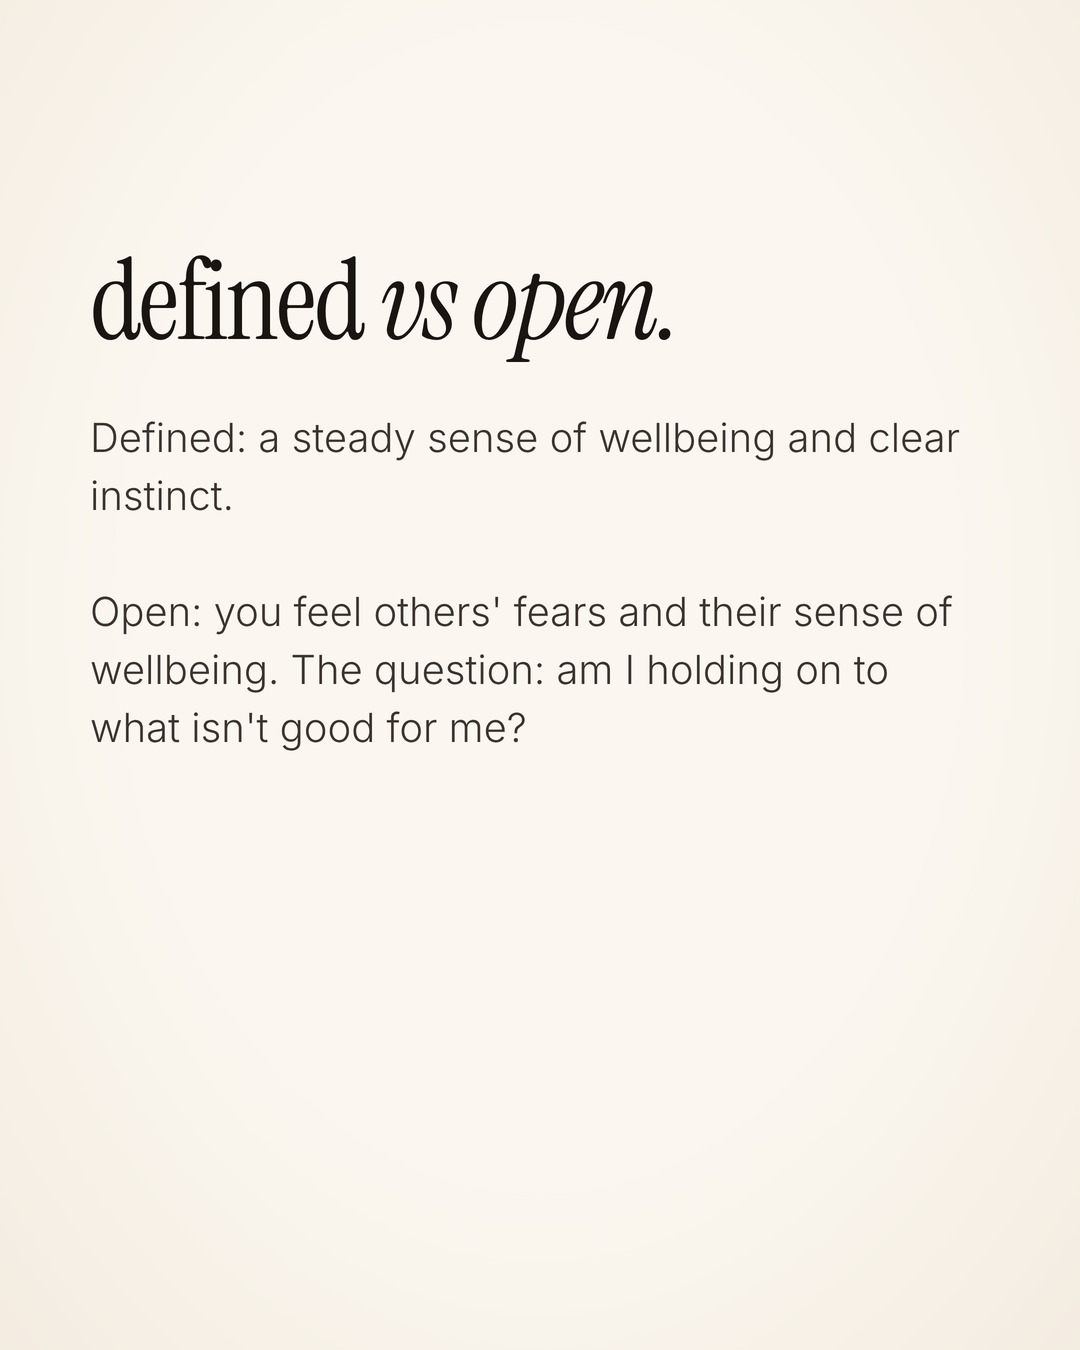 defined vs open.
Defined: a steady sense of wellbeing and clear
instinct.
Open: you feel others' fears and their sense of
wellbeing. The question: am I holding on to
what isn't good for me?